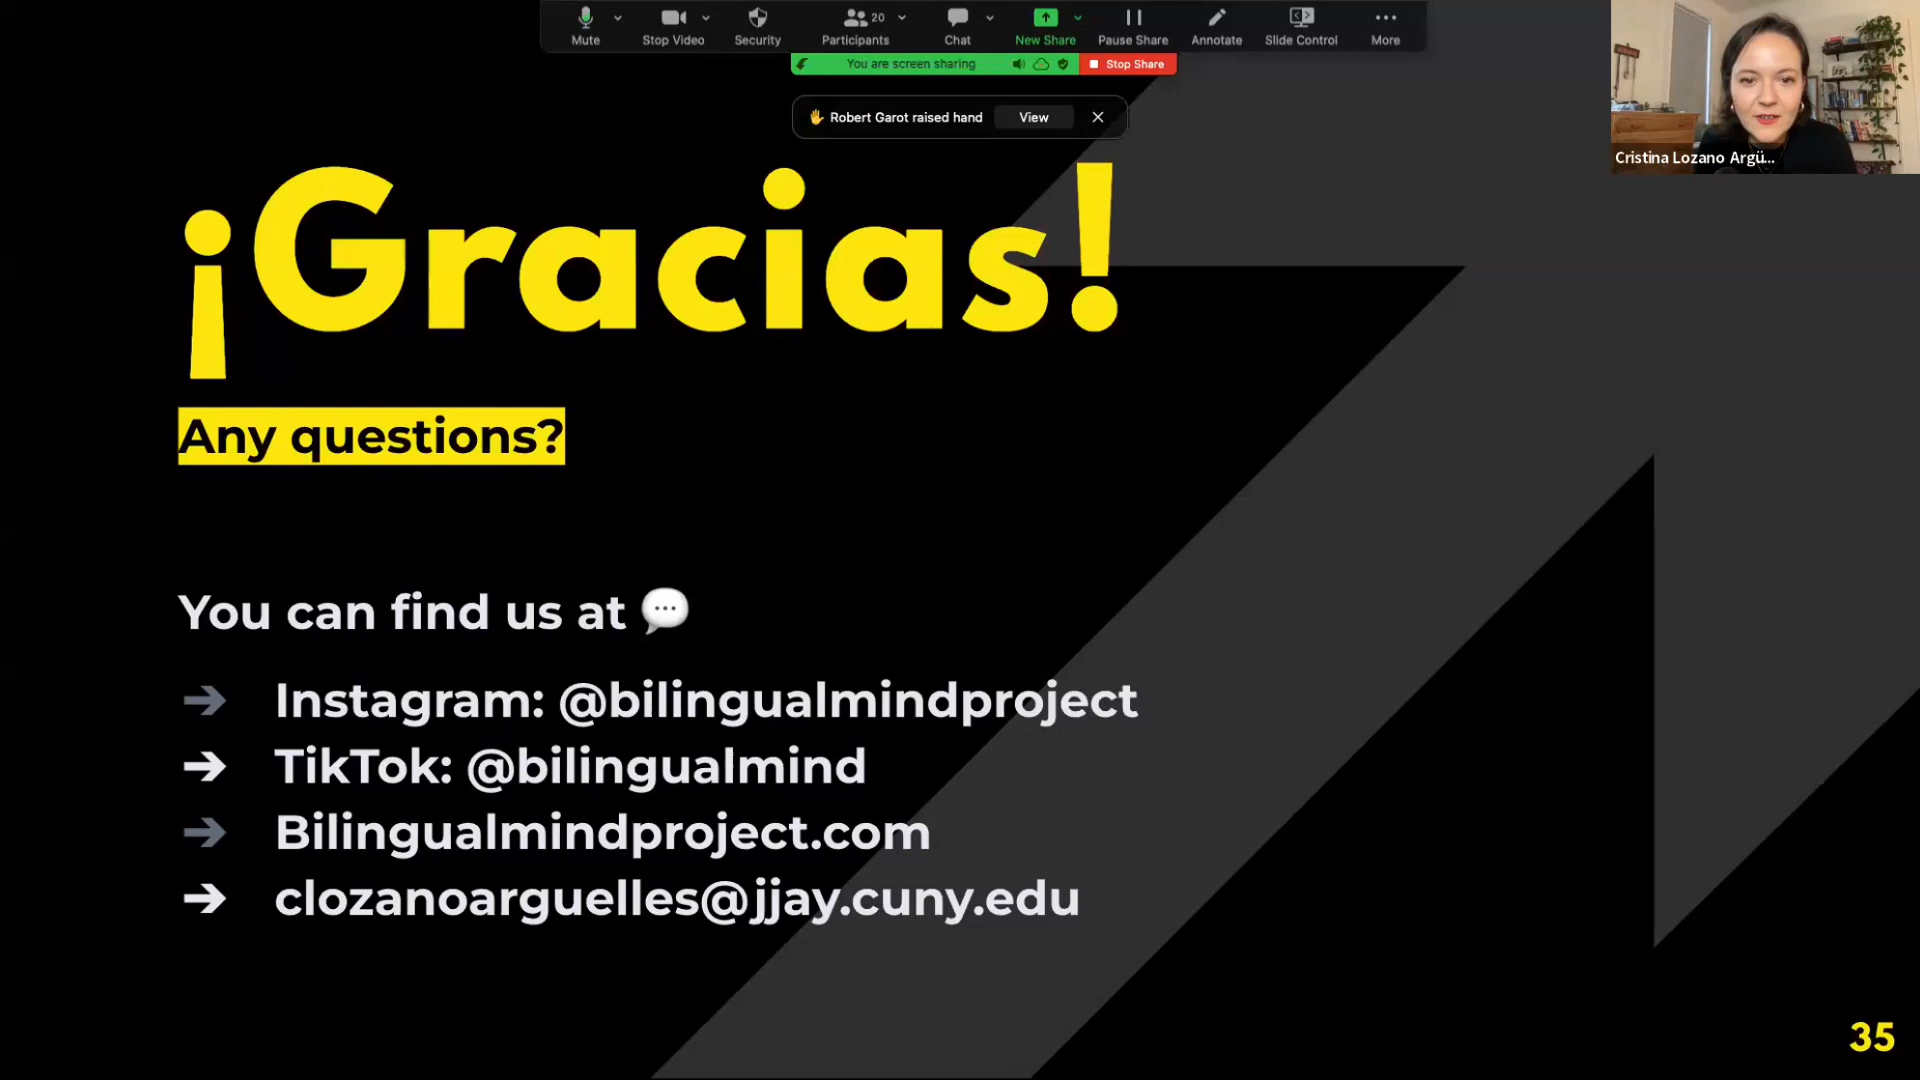 Mute
Stop Video
Security
Participants
20
Chat
New Share
Pause Share
Annotate
Slide Control
More
You are screen sharing
Stop Share
Robert Garot raised hand
View
Cristina Lozano Argü...
¡Gracias!
Any questions?
You can find us at
Instagram: @bilingualmindproject
TikTok: @bilingualmind
Bilingualmindproject.com
clozanoarguelles@jjay.cuny.edu
35